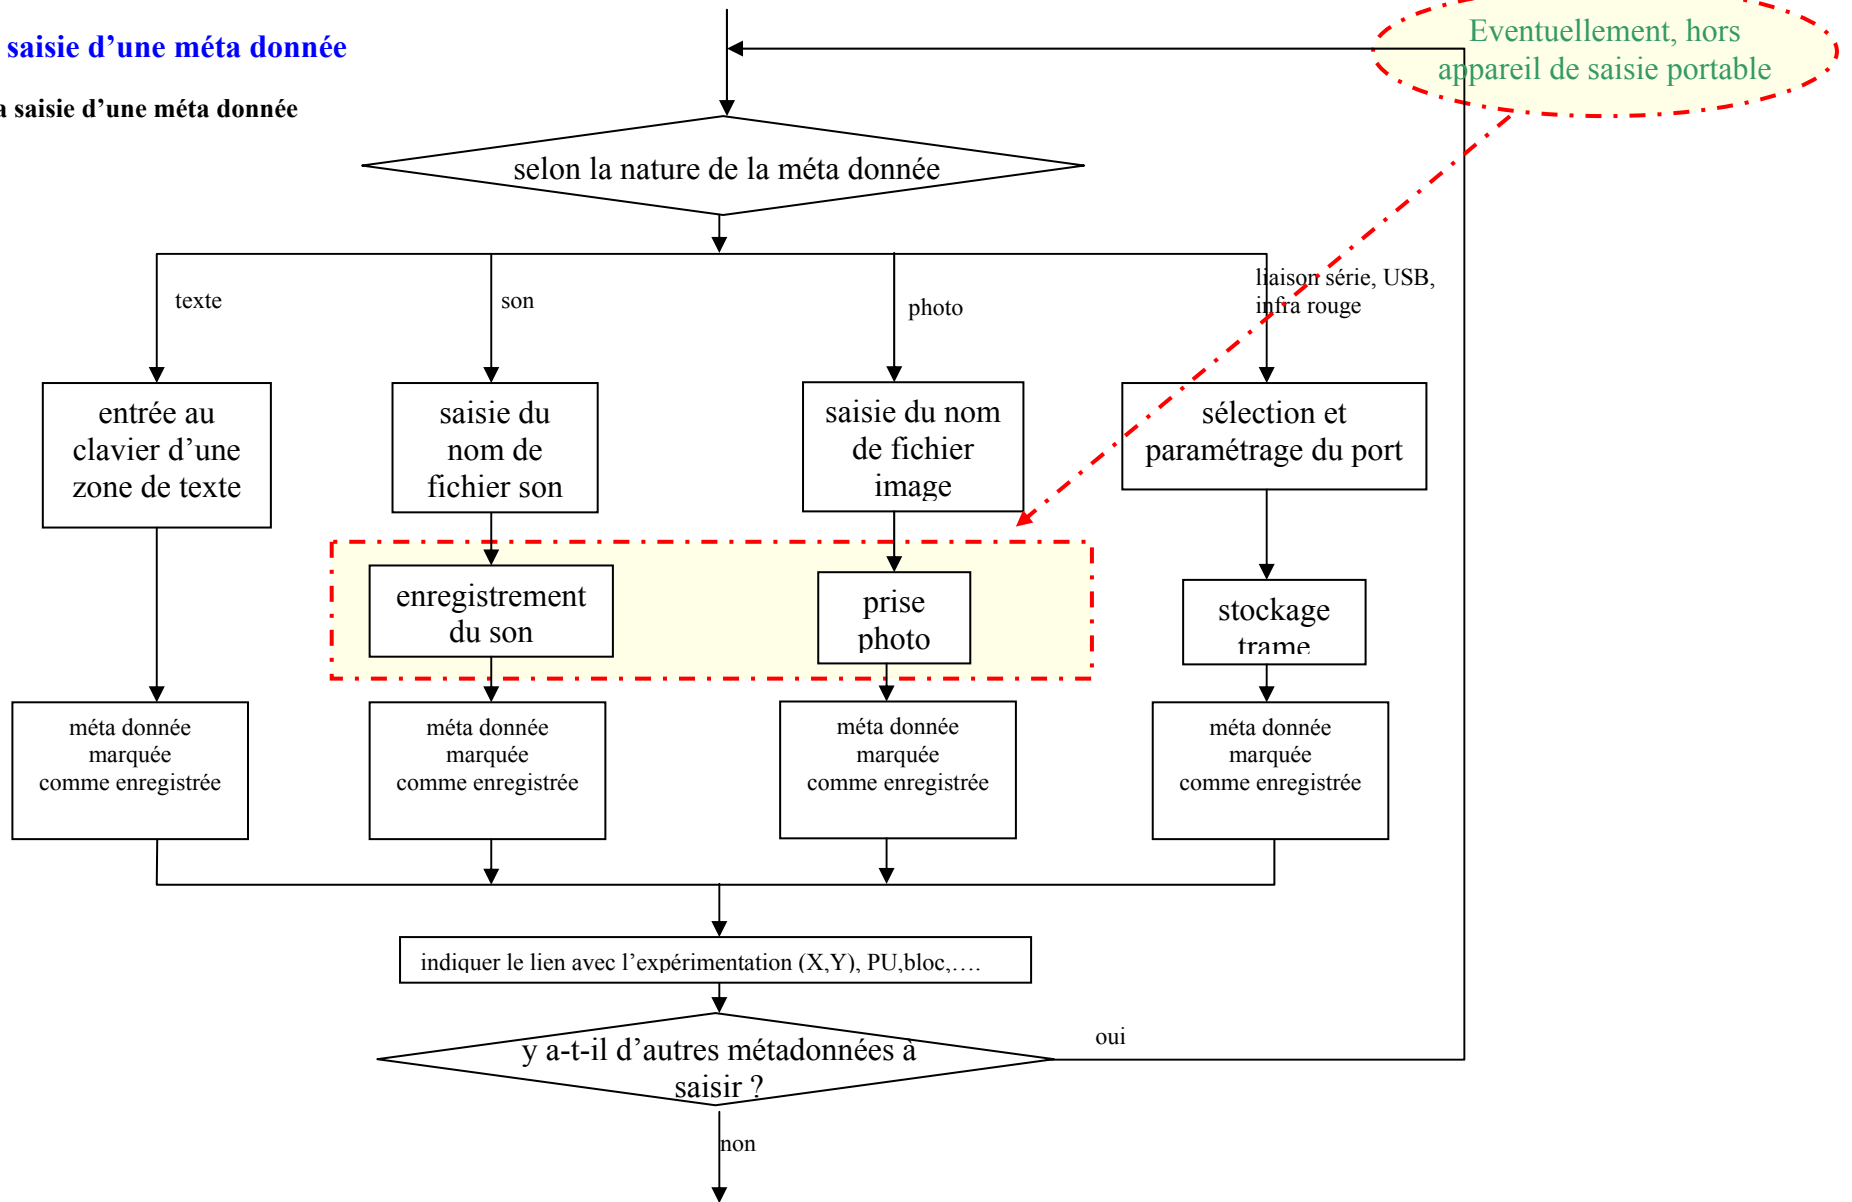 saisie d’une méta donnée
Eventuellement, hors
appareil de saisie portable
a saisie d’une méta donnée
selon la nature de la méta donnée
texte
son
photo
liaison série, USB,
infra rouge
entrée au
clavier d’une
zone de texte
saisie du
nom de
fichier son
saisie du nom
de fichier
image
sélection et
paramétrage du port
enregistrement
du son
prise
photo
stockage
trame
méta donnée
marquée
comme enregistrée
méta donnée
marquée
comme enregistrée
méta donnée
marquée
comme enregistrée
méta donnée
marquée
comme enregistrée
indiquer le lien avec l’expérimentation (X,Y), PU,bloc,….
y a-t-il d’autres métadonnées à
saisir ?
oui
non